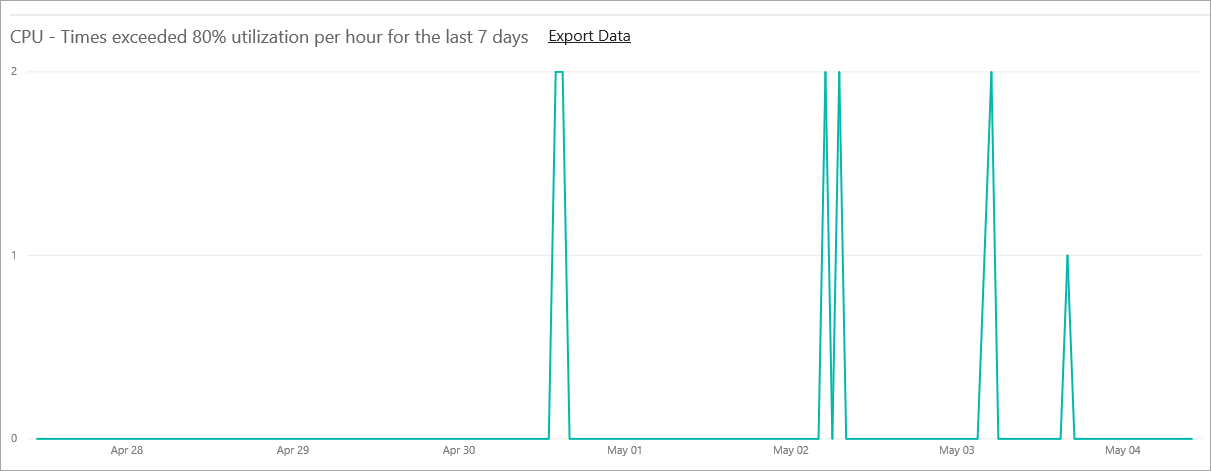 CPU - Times exceeded 80% utilization per hour for the last 7 days Export Data
2
1
0
Apr 28 Apr 29 Apr 30 May 01 May 02 May 03 May 04